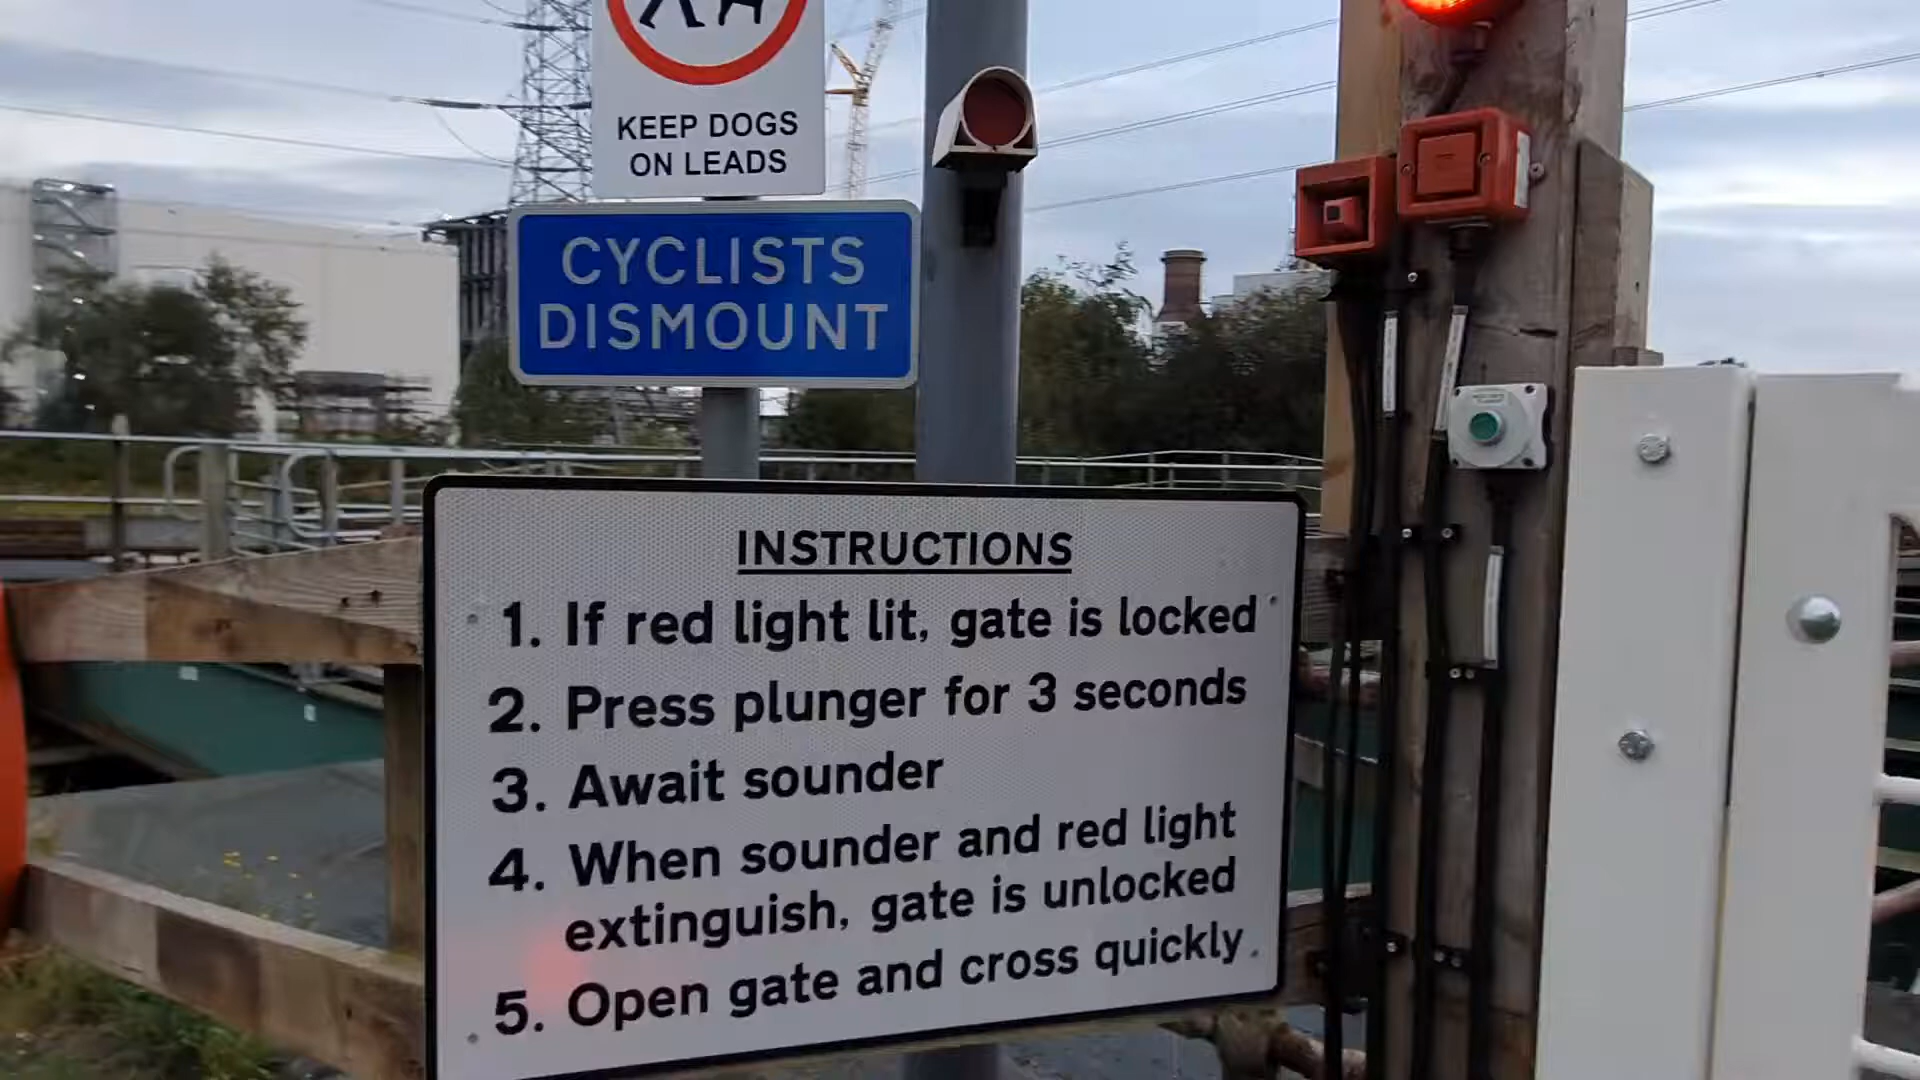 KEEP DOGS
ON LEADS
CYCLISTS
DISMOUNT
INSTRUCTIONS
1. If red light lit, gate is locked
2. Press plunger for 3 seconds
3. Await sounder
4. When sounder and red light
extinguish, gate is unlocked
5. Open gate and cross quickly